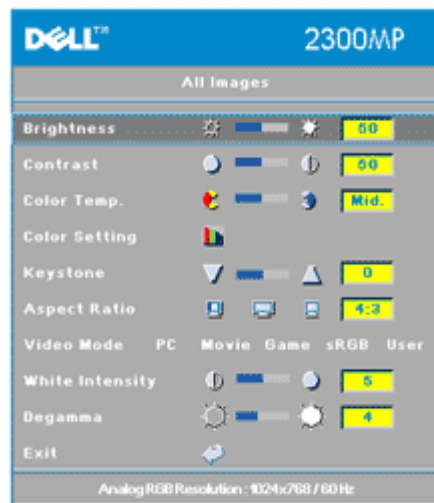 DELL™ 2300MP
All Images
Brightness 50
Contrast 50
Color Temp. Mid.
Color Setting
Keystone 0
Aspect Ratio 4:3
Video Mode PC Movie Game sRGB User
White Intensity 5
Degamma 4
Exit
Analog RGB Resolution : 1024x768 / 60 Hz